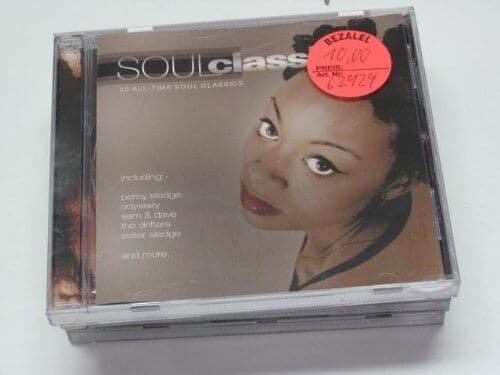 SOULclass
20 ALL-TIME SOUL CLASSICS
including:-
percy sledge
odyssey
sam & dave
the drifters
sister sledge
and more...
BEZALEL
10,00
PREIS:
Art. Nr.
62929